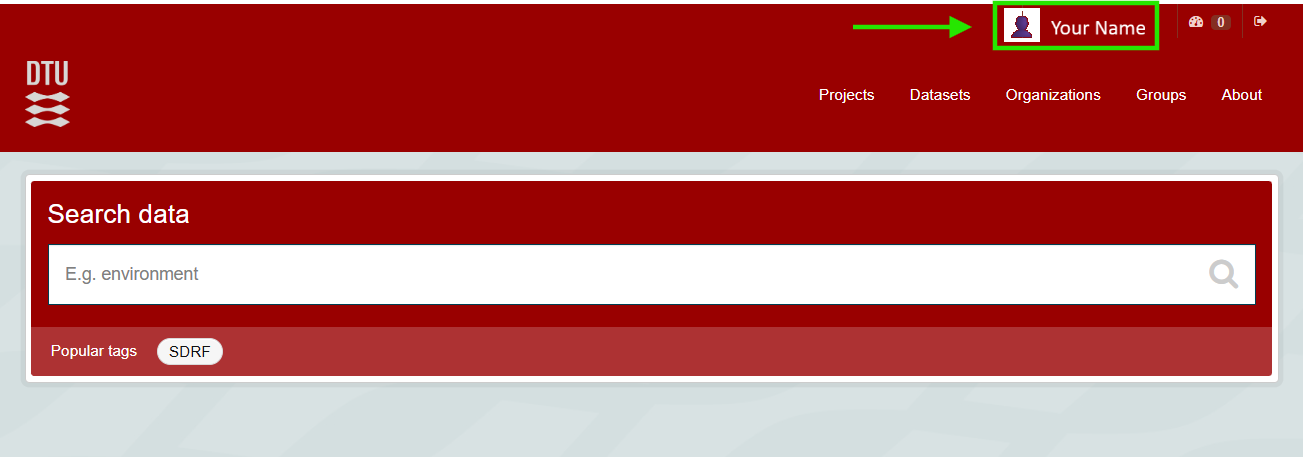 Your Name
0
DTU
Projects Datasets Organizations Groups About
Search data
E.g. environment
Popular tags SDRF